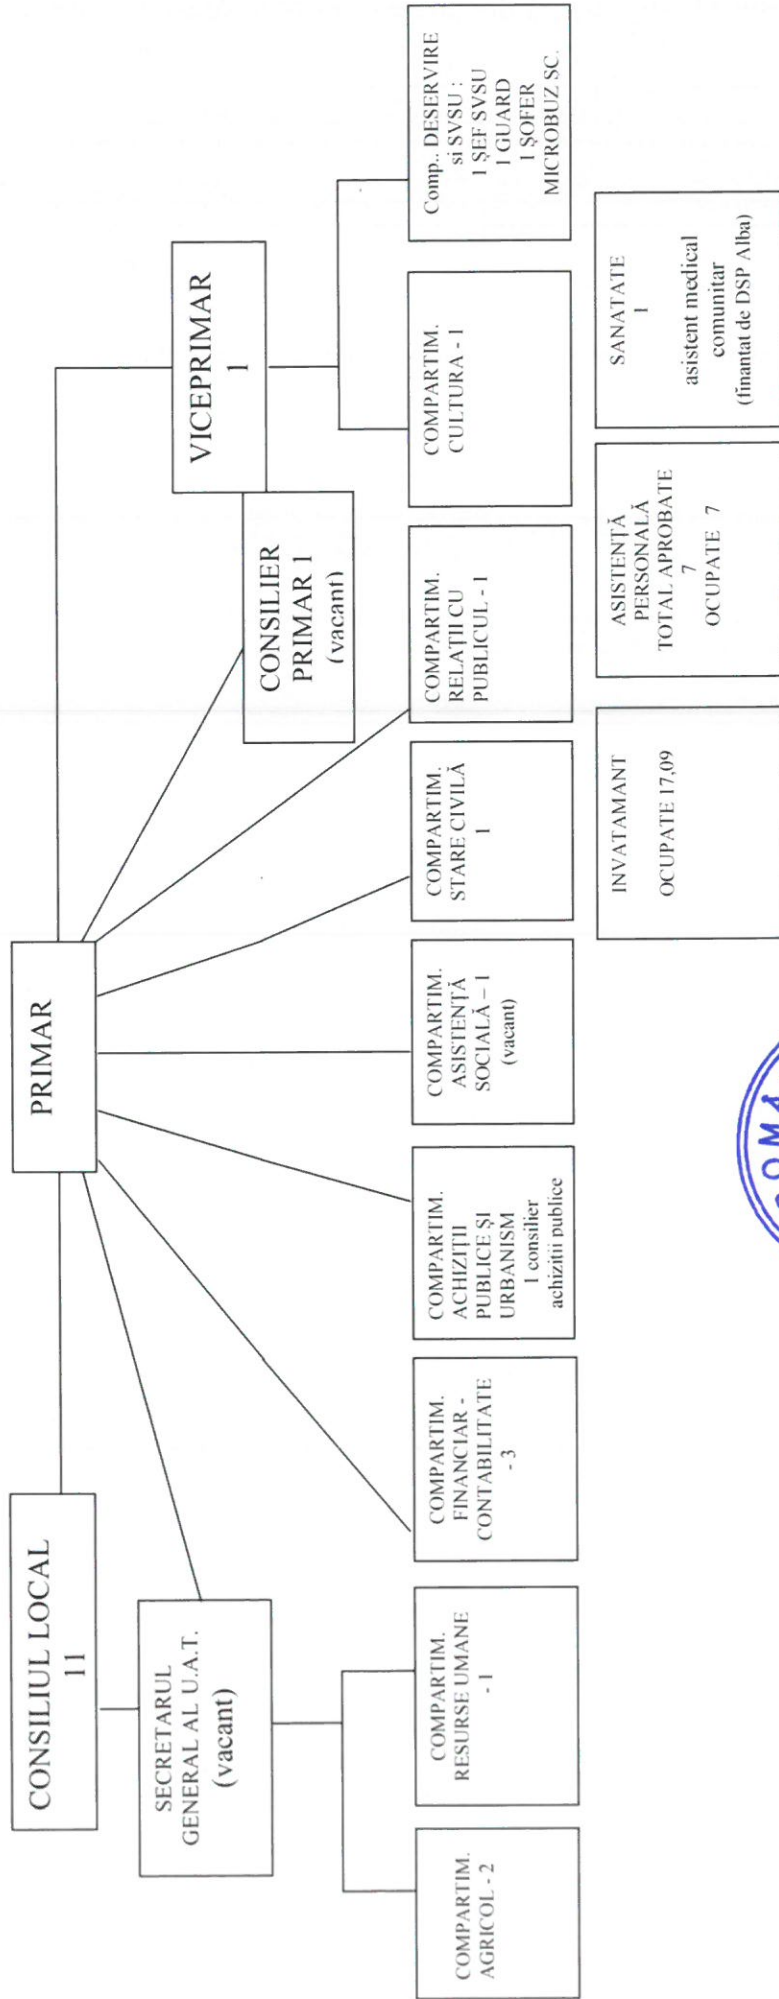 CONSILIUL LOCAL
11
PRIMAR
SECRETARUL
GENERAL AL U.A.T.
(vacant)
CONSILIER
PRIMAR 1
(vacant)
VICEPRIMAR
1
COMPARTIM.
AGRICOL - 2
COMPARTIM.
RESURSE UMANE
- 1
COMPARTIM.
FINANCIAR -
CONTABILITATE
- 3
COMPARTIM.
ACHIZIȚII
PUBLICE ȘI
URBANISM
1 consilier
achizitii publice
COMPARTIM.
ASISTENȚĂ
SOCIALĂ – 1
(vacant)
COMPARTIM.
STARE CIVILĂ
1
COMPARTIM.
RELAȚII CU
PUBLICUL - 1
COMPARTIM.
CULTURA - 1
Comp.. DESERVIRE
si SVSU :
1 ȘEF SVSU
1 GUARD
1 ȘOFER
MICROBUZ SC.
INVATAMANT
OCUPATE 17,09
ASISTENȚĂ
PERSONALĂ
TOTAL APROBATE
7
OCUPATE 7
SANATATE
1
asistent medical
comunitar
(finantat de DSP Alba)